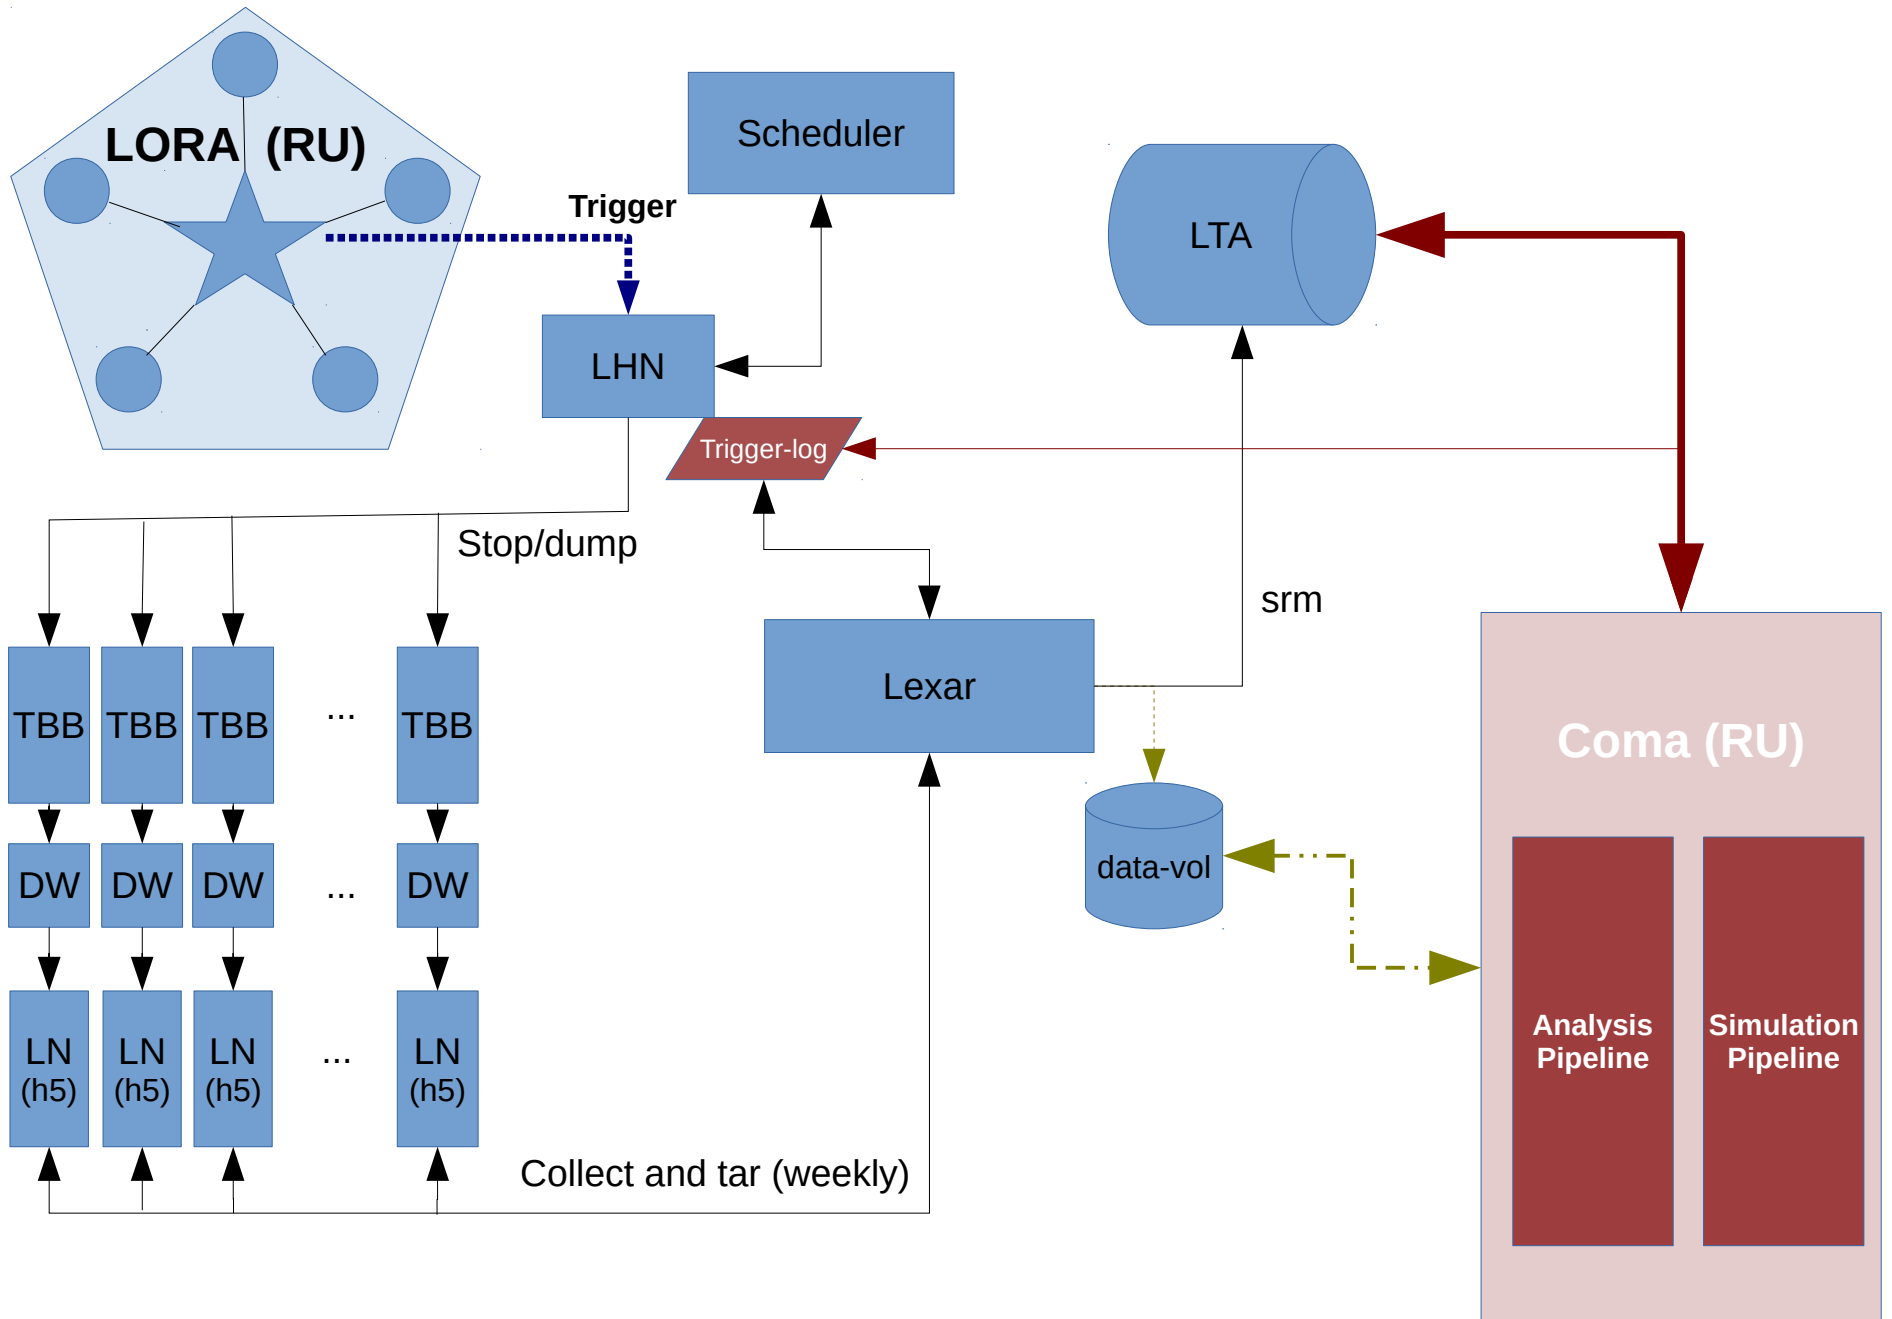 LORA (RU)
Scheduler
Trigger
LTA
LHN
Trigger-log
Stop/dump
srm
Lexar
TBB TBB TBB ... TBB
Coma (RU)
data-vol
DW DW DW ... DW
Analysis
Pipeline
Simulation
Pipeline
LN LN LN ... LN
(h5) (h5) (h5) (h5)
Collect and tar (weekly)